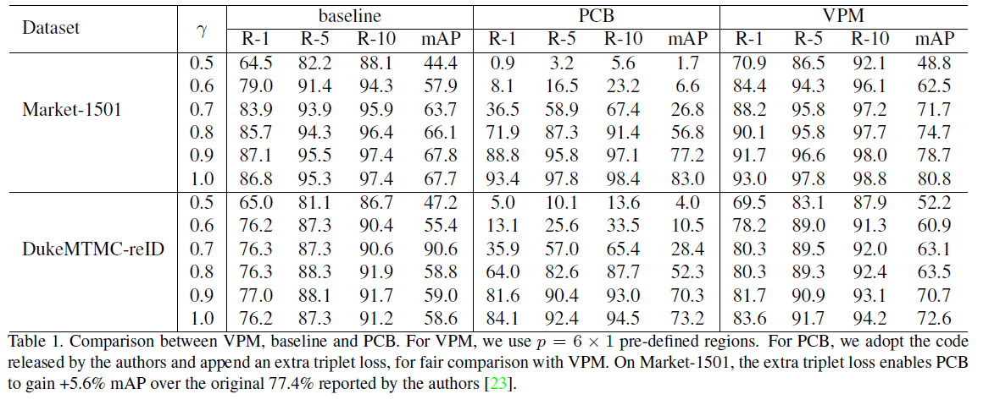 Dataset γ baseline PCB VPM
R-1 R-5 R-10 mAP R-1 R-5 R-10 mAP R-1 R-5 R-10 mAP
Market-1501
0.5 64.5 82.2 88.1 44.4 0.9 3.2 5.6 1.7 70.9 86.5 92.1 48.8
0.6 79.0 91.4 94.3 57.9 8.1 16.5 23.2 6.6 84.4 94.3 96.1 62.5
0.7 83.9 93.9 95.9 63.7 36.5 58.9 67.4 26.8 88.2 95.8 97.2 71.7
0.8 85.7 94.3 96.4 66.1 71.9 87.3 91.4 56.8 90.1 95.8 97.7 74.7
0.9 87.1 95.5 97.4 67.8 88.8 95.8 97.1 77.2 91.7 96.6 98.0 78.7
1.0 86.8 95.3 97.4 67.7 93.4 97.8 98.4 83.0 93.0 97.8 98.8 80.8
DukeMTMC-reID
0.5 65.0 81.1 86.7 47.2 5.0 10.1 13.6 4.0 69.5 83.1 87.9 52.2
0.6 76.2 87.3 90.4 55.4 13.1 25.6 33.5 10.5 78.2 89.0 91.3 60.9
0.7 76.3 87.3 90.6 90.6 35.9 57.0 65.4 28.4 80.3 89.5 92.0 63.1
0.8 76.3 88.3 91.9 58.8 64.0 82.6 87.7 52.3 80.3 89.3 92.4 63.5
0.9 77.0 88.1 91.7 59.0 81.6 90.4 93.0 70.3 81.7 90.9 93.1 70.7
1.0 76.2 87.3 91.2 58.6 84.1 92.4 94.5 73.2 83.6 91.7 94.2 72.6
Table 1. Comparison between VPM, baseline and PCB. For VPM, we use p = 6 × 1 pre-defined regions. For PCB, we adopt the code
released by the authors and append an extra triplet loss, for fair comparison with VPM. On Market-1501, the extra triplet loss enables PCB
to gain +5.6% mAP over the original 77.4% reported by the authors [23].